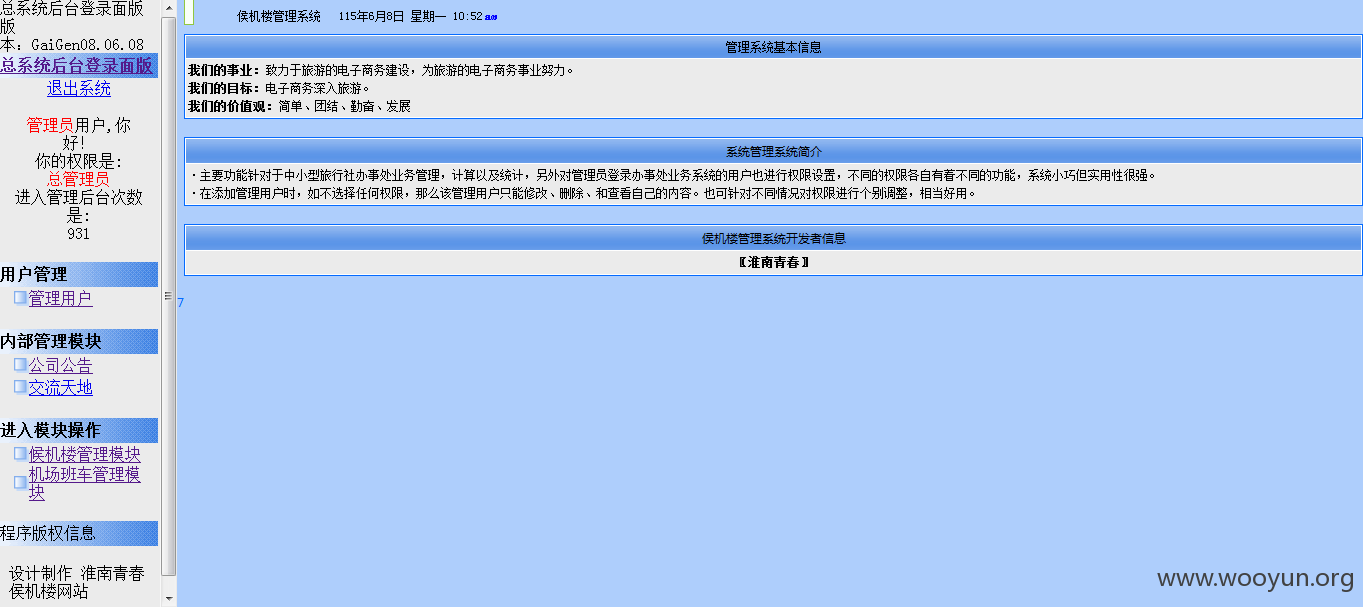 总系统后台登录面版
版
本: GaiGen08.06.08
总系统后台登录面版
退出系统
管理员用户,你
好!
你的权限是:
总管理员
进入管理后台次数
是:
931
用户管理
管理用户
内部管理模块
公司公告
交流天地
进入模块操作
候机楼管理模块
机场班车管理模
块
程序版权信息
设计制作 淮南青春
侯机楼网站
侯机楼管理系统 115年6月8日 星期一 10:52 am
管理系统基本信息
我们的事业：致力于旅游的电子商务建设，为旅游的电子商务事业努力。
我们的目标：电子商务深入旅游。
我们的价值观：简单、团结、勤奋、发展
系统管理系统简介
·主要功能针对于中小型旅行社办事处业务管理，计算以及统计，另外对管理员登录办事处业务系统的用户也进行权限设置，不同的权限各自有着不同的功能，系统小巧但实用性很强。
·在添加管理用户时，如不选择任何权限，那么该管理用户只能修改、删除、和查看自己的内容。也可针对不同情况对权限进行个别调整，相当好用。
侯机楼管理系统开发者信息
〖淮南青春〗
7
www.wooyun.org